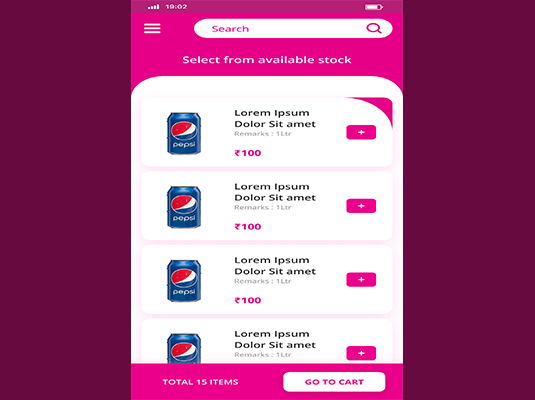 19:02
Search
Select from available stock
Lorem Ipsum
Dolor Sit amet
Remarks : 1Ltr
₹100
+
pepsi
Lorem Ipsum
Dolor Sit amet
Remarks : 1Ltr
₹100
+
pepsi
Lorem Ipsum
Dolor Sit amet
Remarks : 1Ltr
₹100
+
pepsi
Lorem Ipsum
Dolor Sit amet
Remarks : 1Ltr
+
TOTAL 15 ITEMS
GO TO CART